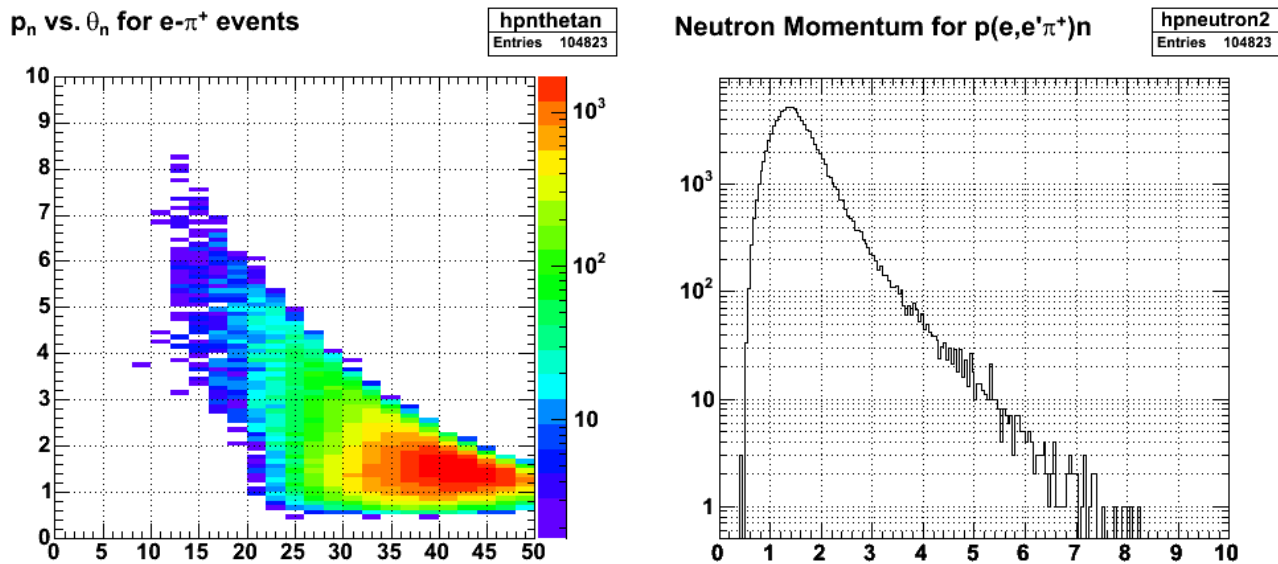 pn vs. θn for e-π+ events
hpnthetan
Entries 104823
10
9
8
7
6
5
4
3
2
1
0
0 5 10 15 20 25 30 35 40 45 50
10³
10²
10
Neutron Momentum for p(e,e'π+)n
hpneutron2
Entries 104823
10³
10²
10
1
0 1 2 3 4 5 6 7 8 9 10